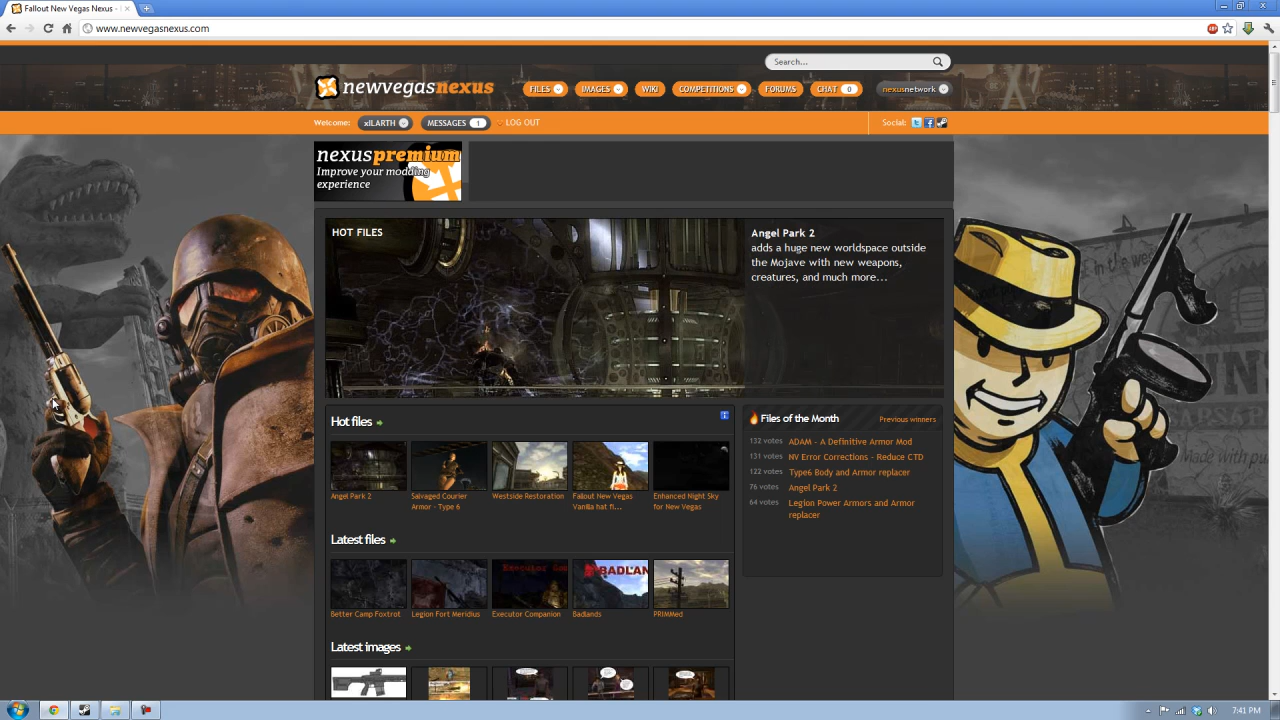 Fallout New Vegas Nexus -
www.newvegasnexus.com
ABP
Search...
newvegasnexus
FILES
IMAGES
WIKI
COMPETITIONS
FORUMS
CHAT 0
nexusnetwork
Welcome: xILARTH MESSAGES 1 LOG OUT
Social:
nexuspremium
Improve your modding
experience
HOT FILES
Angel Park 2
adds a huge new worldspace outside
the Mojave with new weapons,
creatures, and much more...
Hot files
Angel Park 2
Salvaged Courier
Armor - Type 6
Westside Restoration
Fallout New Vegas
Vanilla hat fi...
Enhanced Night Sky
for New Vegas
Latest files
BADLAN
Better Camp Foxtrot
Legion Fort Meridius
Executor Companion
Badlands
PRIMMed
Latest images
Files of the Month
Previous winners
132 votes ADAM - A Definitive Armor Mod
131 votes NV Error Corrections - Reduce CTD
122 votes Type6 Body and Armor replacer
76 votes Angel Park 2
64 votes Legion Power Armors and Armor
replacer
Made with pu
7:41 PM